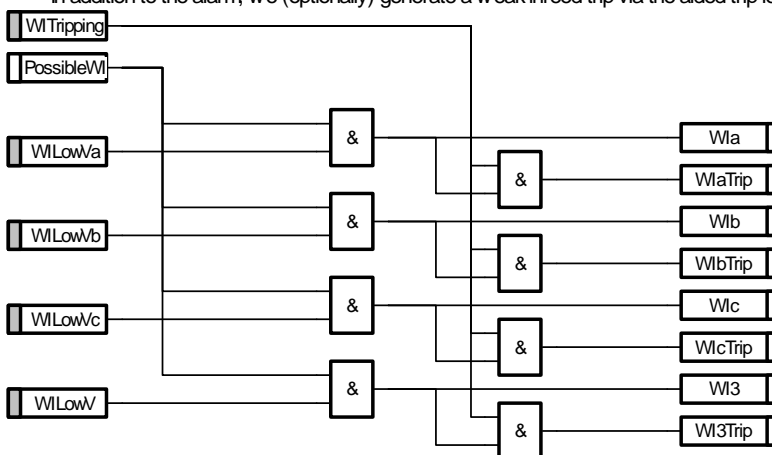 In addition to the alarm, we (optionally) generate a weak infeed trip via the aided trip lo
WITripping
PossibleWI
WILowVa
&
WIa
&
WIaTrip
WILowVb
&
WIb
&
WIbTrip
WILowVc
&
WIc
&
WIcTrip
WILowV
&
WI3
&
WI3Trip